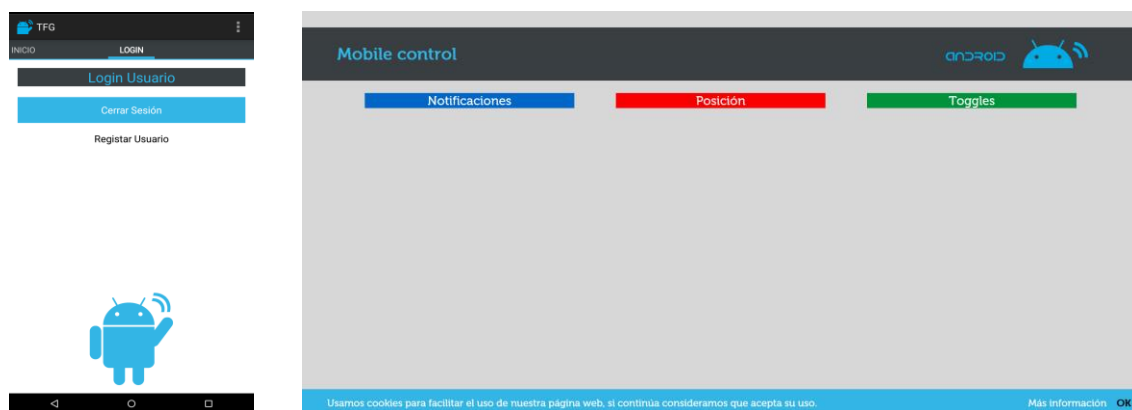 TFG
INICIO LOGIN
Login Usuario
Cerrar Sesión
Registar Usuario
Mobile control
ANDROID
Notificaciones Posición Toggles
Usamos cookies para facilitar el uso de nuestra página web, si continúa consideramos que acepta su uso. Más información OK